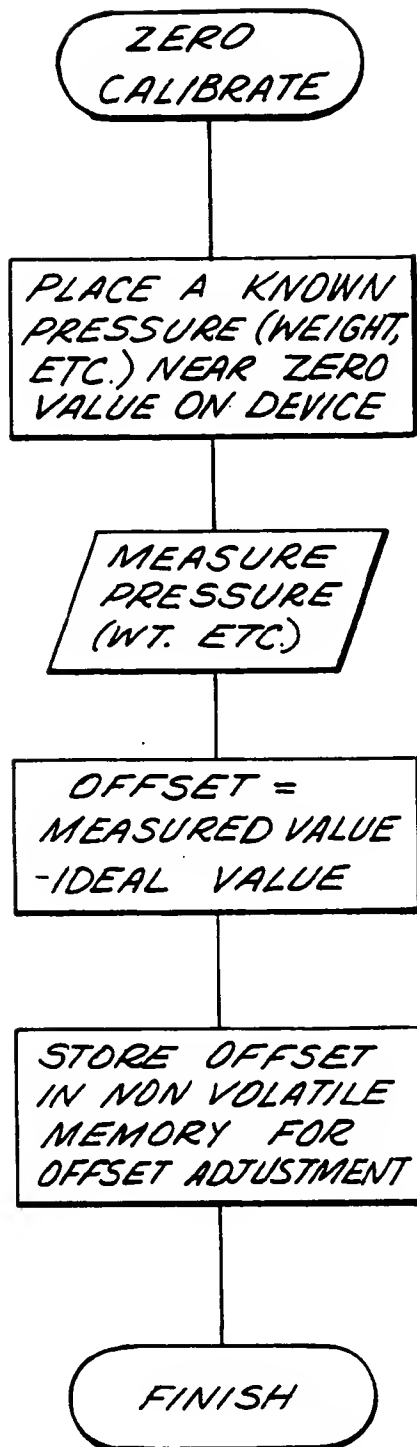 ZERO
CALIBRATE
PLACE A KNOWN
PRESSURE (WEIGHT,
ETC.) NEAR ZERO
VALUE ON DEVICE
MEASURE
PRESSURE
(WT. ETC.)
OFFSET =
MEASURED VALUE
-IDEAL VALUE
STORE OFFSET
IN NON VOLATILE
MEMORY FOR
OFFSET ADJUSTMENT
FINISH